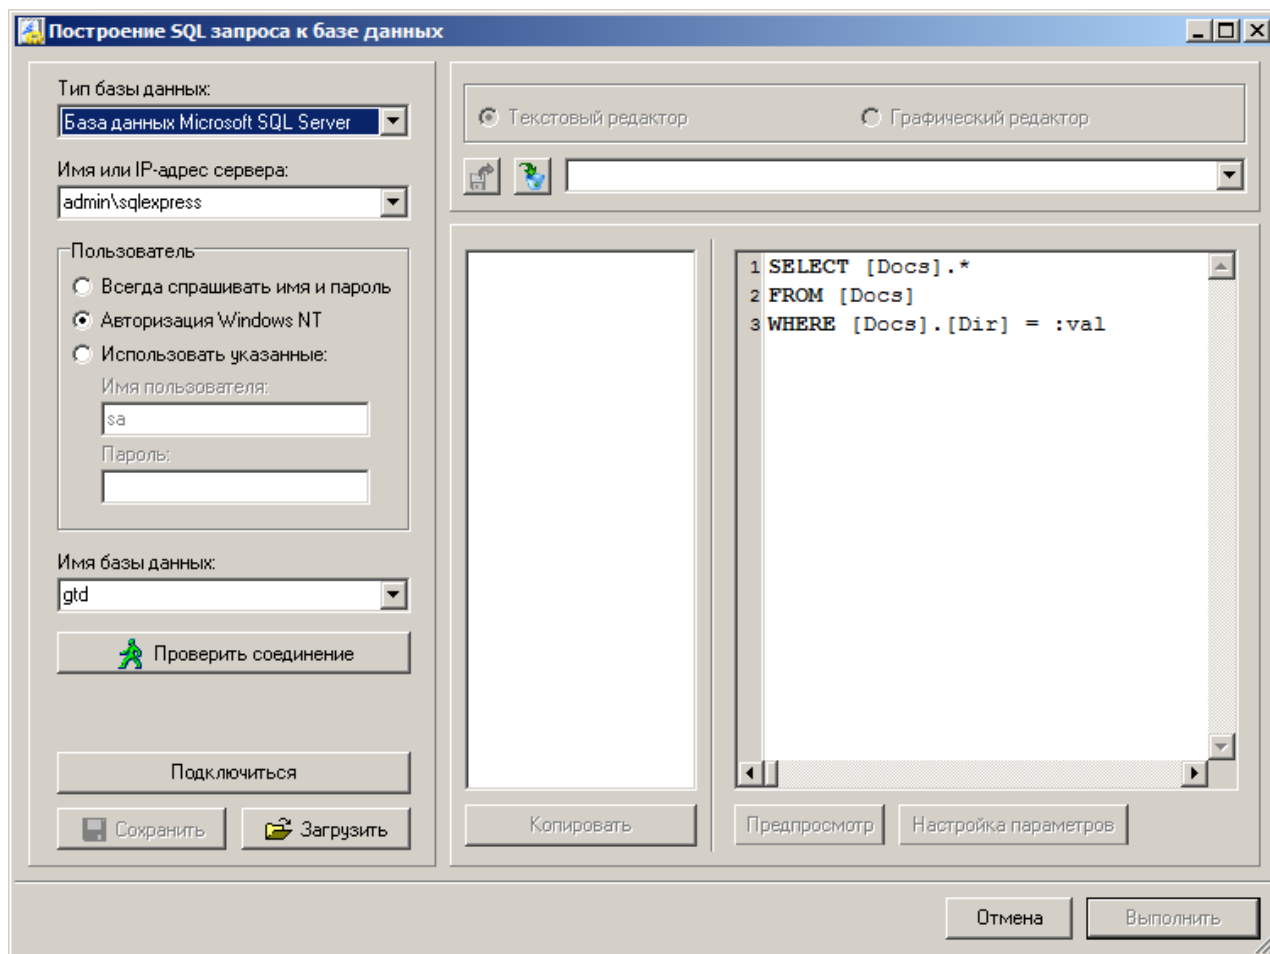 Построение SQL запроса к базе данных
Тип базы данных:
База данных Microsoft SQL Server
Имя или IP-адрес сервера:
admin\sqlexpress
Пользователь
Всегда спрашивать имя и пароль
Авторизация Windows NT
Использовать указанные:
Имя пользователя:
sa
Пароль:
Имя базы данных:
gtd
Проверить соединение
Подключиться
Сохранить
Загрузить
Текстовый редактор
Графический редактор
1 SELECT [Docs].*
2 FROM [Docs]
3 WHERE [Docs].[Dir] = :val
Копировать
Предпросмотр
Настройка параметров
Отмена
Выполнить